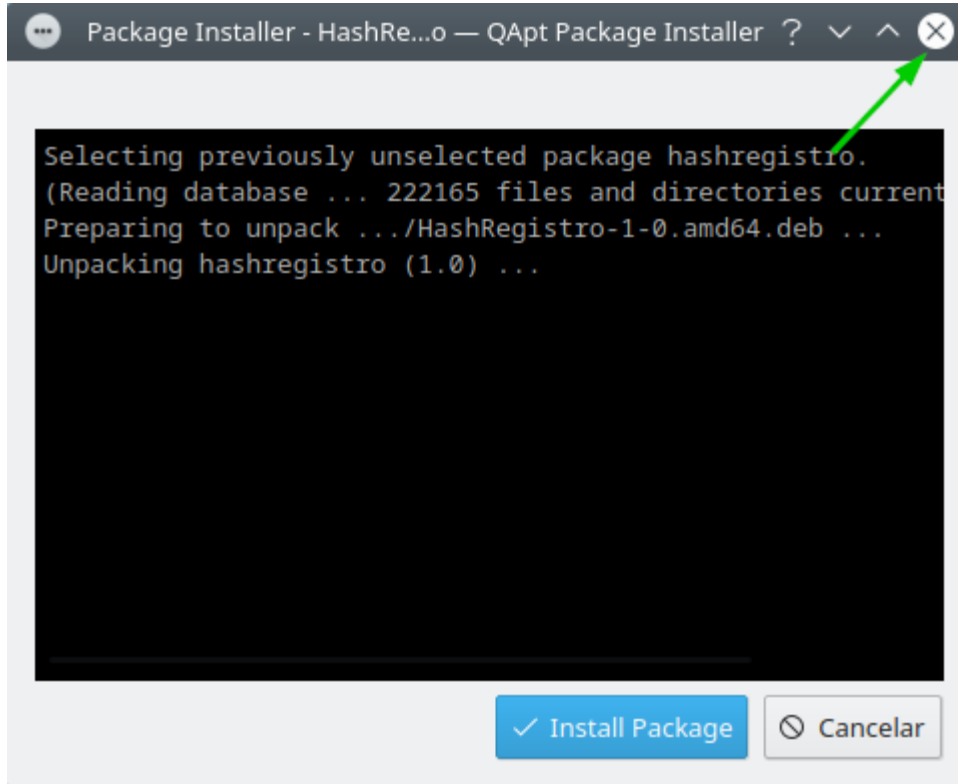 Package Installer - HashRe...o — QApt Package Installer ?
Selecting previously unselected package hashregistro.
(Reading database ... 222165 files and directories current
Preparing to unpack .../HashRegistro-1-0.amd64.deb ...
Unpacking hashregistro (1.0) ...
Install Package
Cancelar